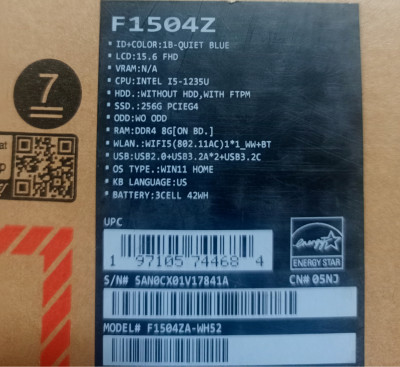 F1504Z
* ID+COLOR:1B-QUIET BLUE
* LCD:15.6 FHD
* VRAM:N/A
* CPU:INTEL I5-1235U
* HDD.:WITHOUT HDD,WITH FTPM
* SSD.:256G PCIEG4
* ODD:WO ODD
* RAM:DDR4 8G[ON BD.]
* WLAN.:WIFI5(802.11AC)1*1_WW+BT
* USB:USB2.0+USB3.2A*2+USB3.2C
* OS TYPE.:WIN11 HOME
* KB LANGUAGE:US
* BATTERY:3CELL 42WH
7
at
UPC
1 97105 74468 4
energy
ENERGY STAR
S/N# SAN0CX01V17841A
CN# 05NJ
MODEL# F1504ZA-WH52